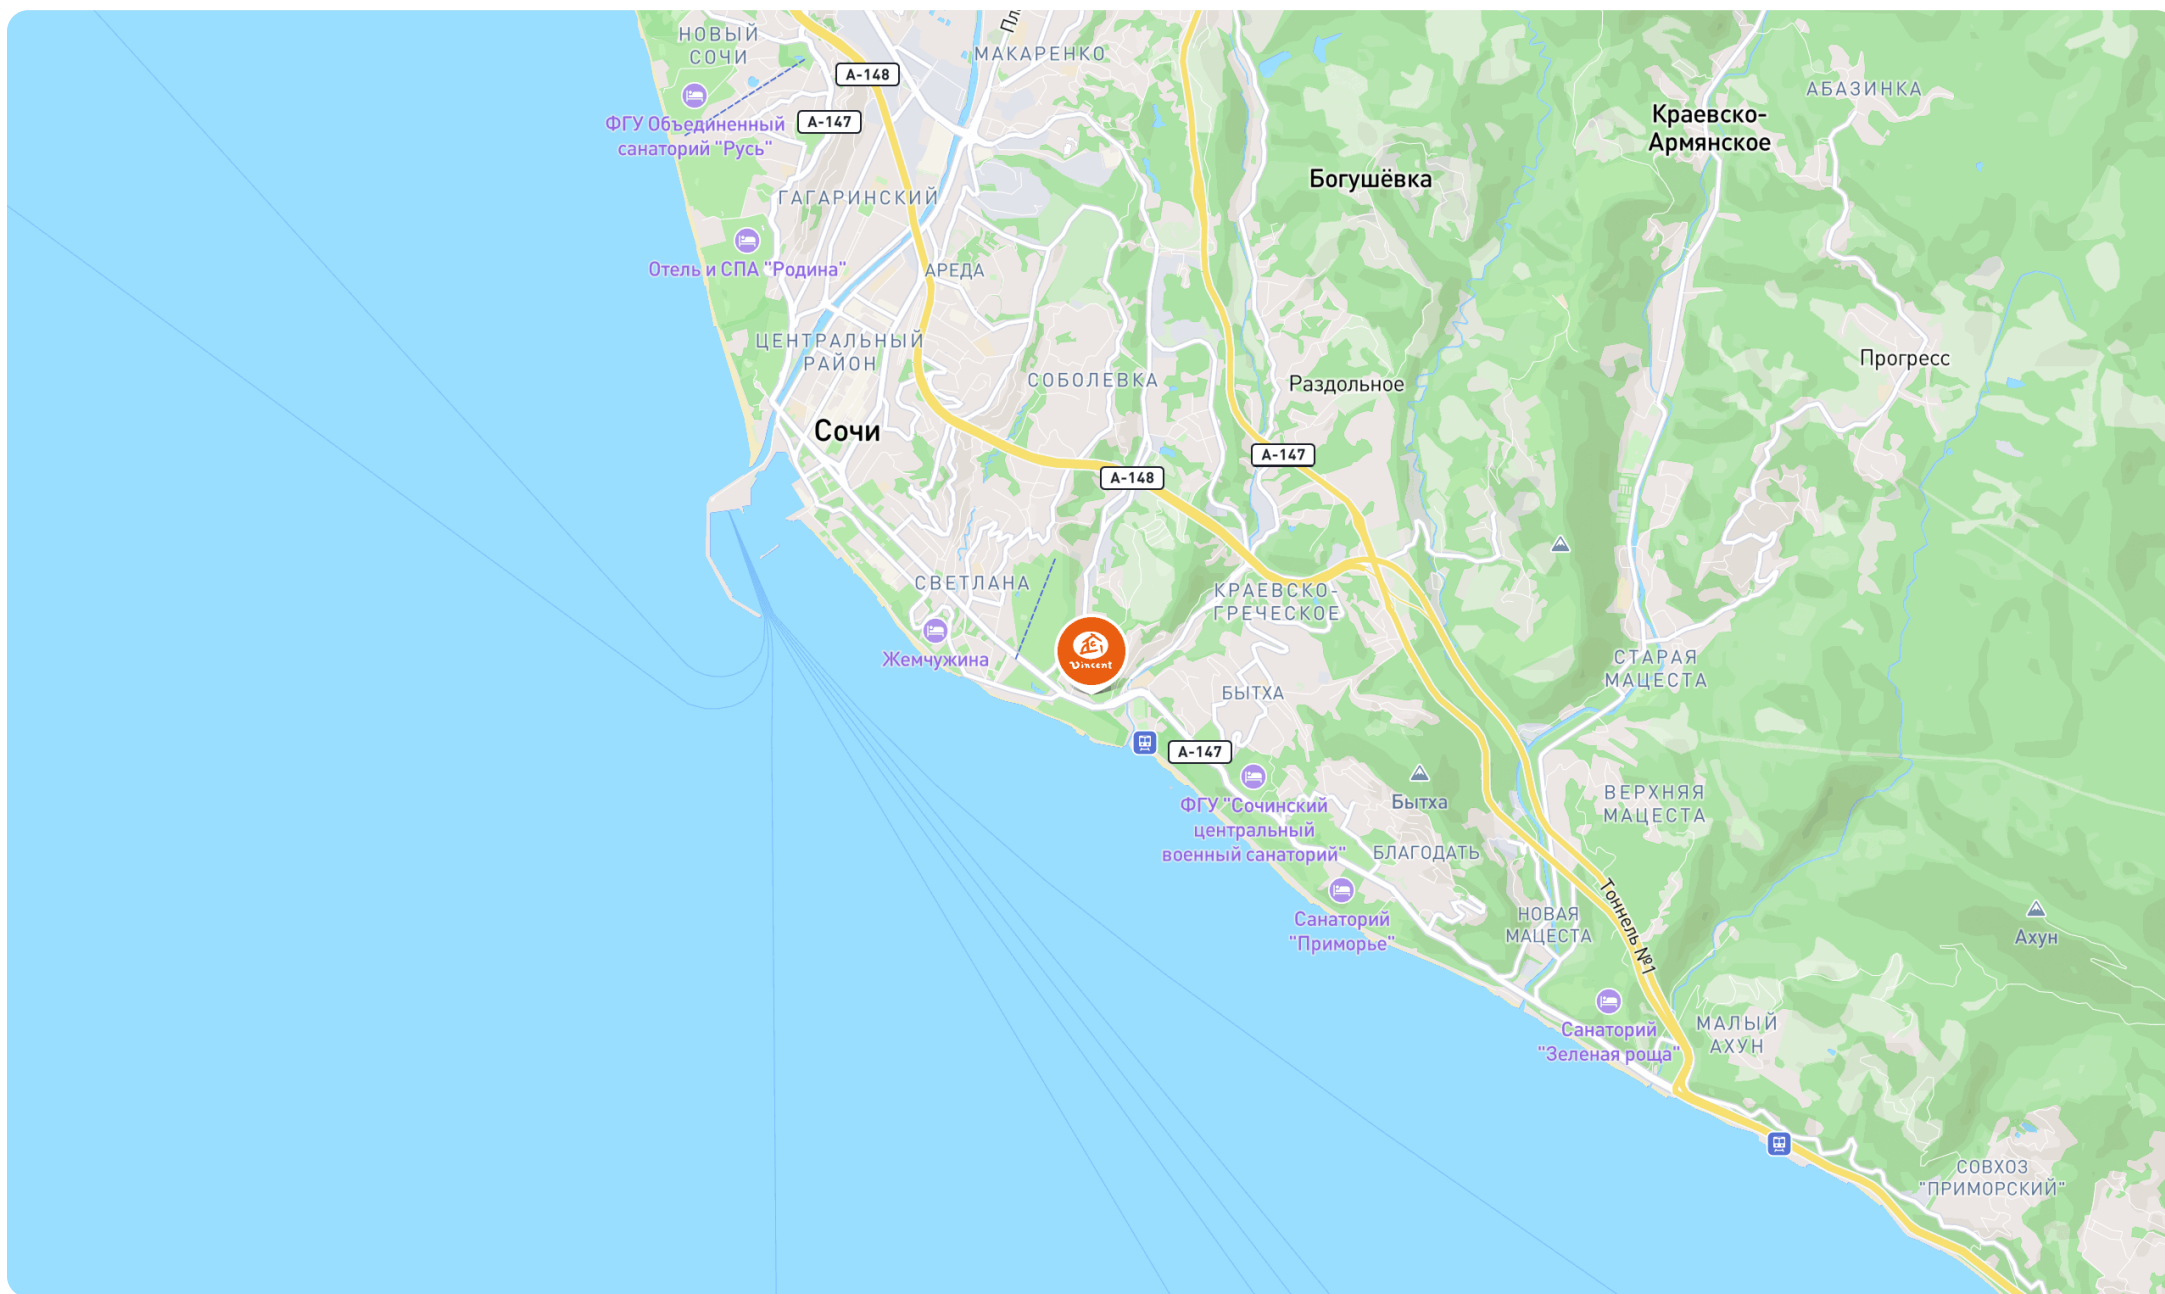 Пл
НОВЫЙ
СОЧИ
МАКАРЕНКО
А-148
АБАЗИНКА
ФГУ Объединенный
санаторий "Русь"
А-147
Краевско-
Армянское
Богушёвка
ГАГАРИНСКИЙ
Отель и СПА "Родина"
АРЕДА
ЦЕНТРАЛЬНЫЙ
РАЙОН
СОБОЛЕВКА
Раздольное
Прогресс
Сочи
А-147
А-148
СВЕТЛАНА
КРАЕВСКО-
ГРЕЧЕСКОЕ
Жемчужина
Vincent
БЫТХА
СТАРАЯ
МАЦЕСТА
А-147
ФГУ "Сочинский
центральный
военный санаторий"
Бытха
ВЕРХНЯЯ
МАЦЕСТА
БЛАГОДАТЬ
Санаторий
"Приморье"
НОВАЯ
МАЦЕСТА
Тоннель №1
Ахун
Санаторий
"Зеленая роща"
МАЛЫЙ
АХУН
СОВХОЗ
"ПРИМОРСКИЙ"